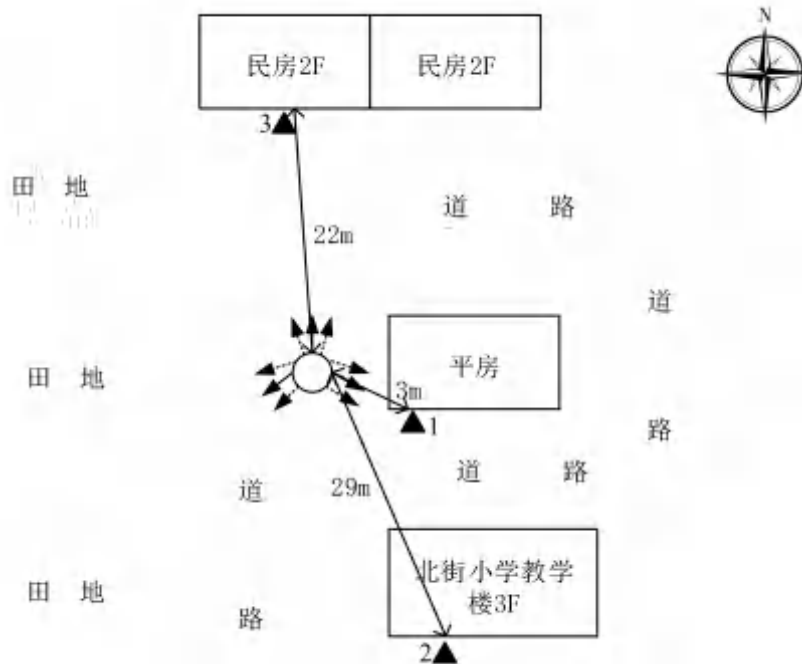 N
民房2F
民房2F
3
田 地
道 路
22m
道
平房
田 地
3m
1
路
道 路
29m
道
北街小学教学
楼3F
田 地
路
2